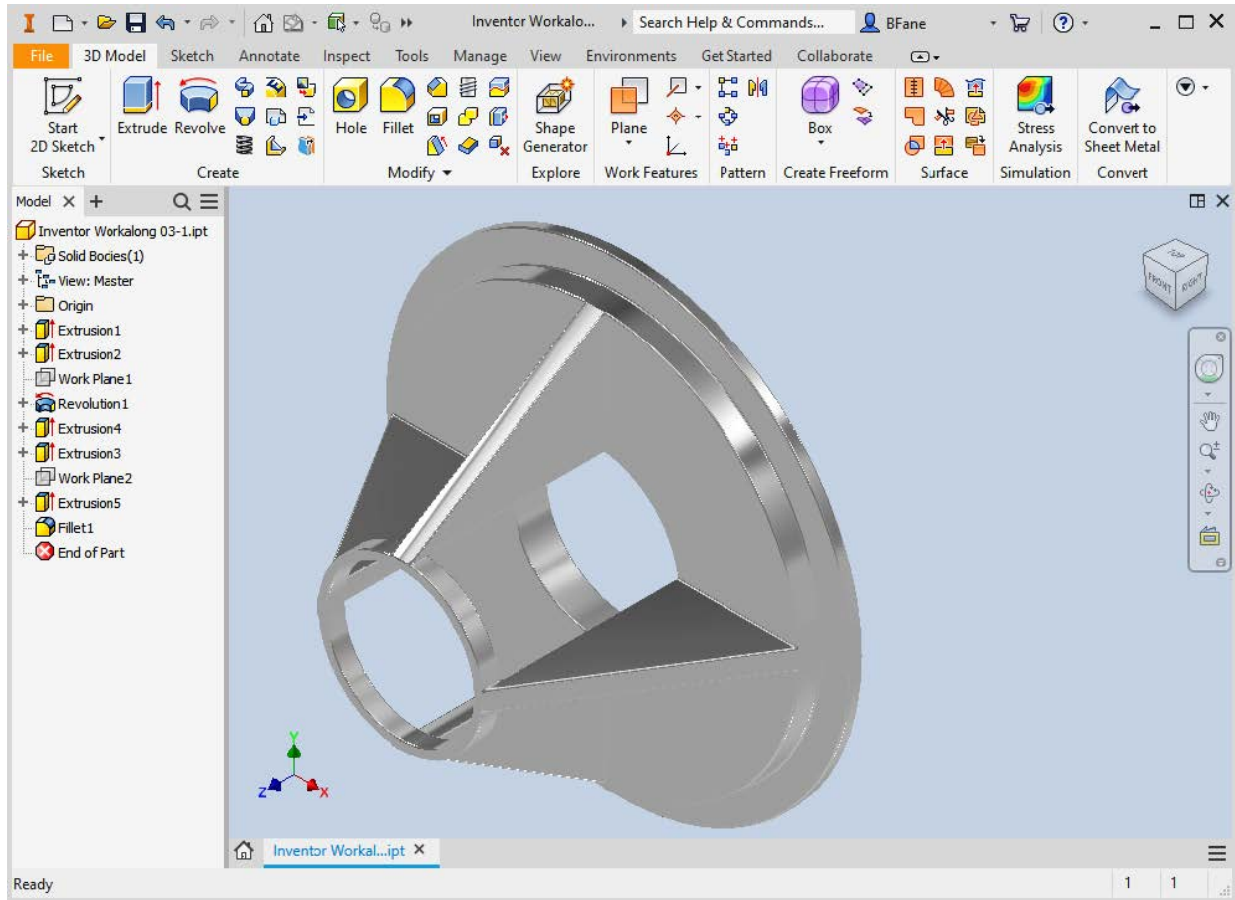 I
Inventor Workalo...
Search Help & Commands...
BFane
File
3D Model
Sketch
Annotate
Inspect
Tools
Manage
View
Environments
Get Started
Collaborate
Start
2D Sketch
Extrude
Revolve
Hole
Fillet
Shape
Generator
Plane
Box
Stress
Analysis
Convert to
Sheet Metal
Sketch
Create
Modify
Explore
Work Features
Pattern
Create Freeform
Surface
Simulation
Convert
Model
Inventor Workalong 03-1.ipt
Solid Bodies(1)
View: Master
Origin
Extrusion1
Extrusion2
Work Plane1
Revolution1
Extrusion4
Extrusion3
Work Plane2
Extrusion5
Fillet1
End of Part
TOP
FRONT
RIGHT
Y
Z
X
Inventor Workal...ipt
Ready
1
1